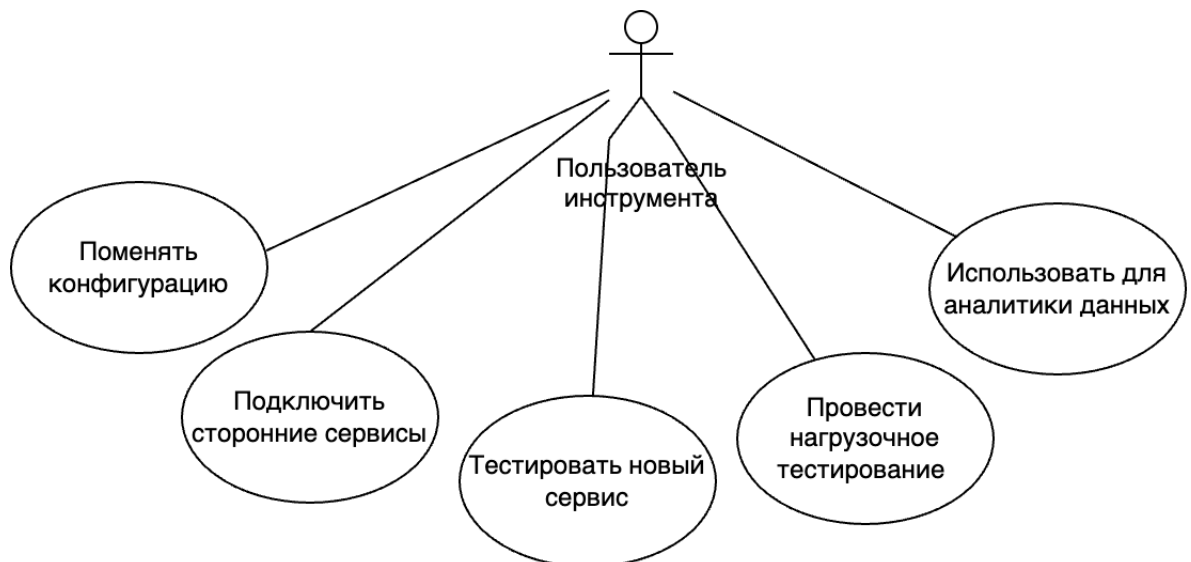 Пользователь
инструмента
Поменять
конфигурацию
Подключить
сторонние сервисы
Тестировать новый
сервис
Провести
нагрузочное
тестирование
Использовать для
аналитики данных